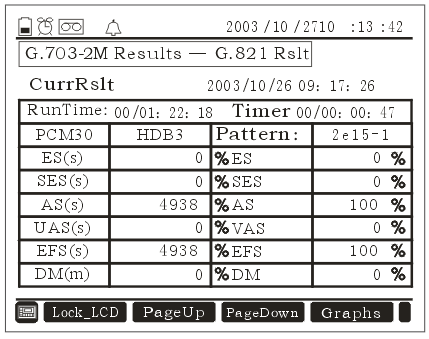 2003/10/2710 :13:42
G.703-2M Results — G.821 Rslt
CurrRslt 2003/10/26 09: 17: 26
RunTime: 00/01: 22: 18 Timer 00/00: 00: 47
PCM30 HDB3 Pattern: 2e15-1
ES(s) 0 %ES 0 %
SES(s) 0 %SES 0 %
AS(s) 4938 %AS 100 %
UAS(s) 0 %VAS 0 %
EFS(s) 4938 %EFS 100 %
DM(m) 0 %DM 0 %
Lock_LCD PageUp PageDown Graphs